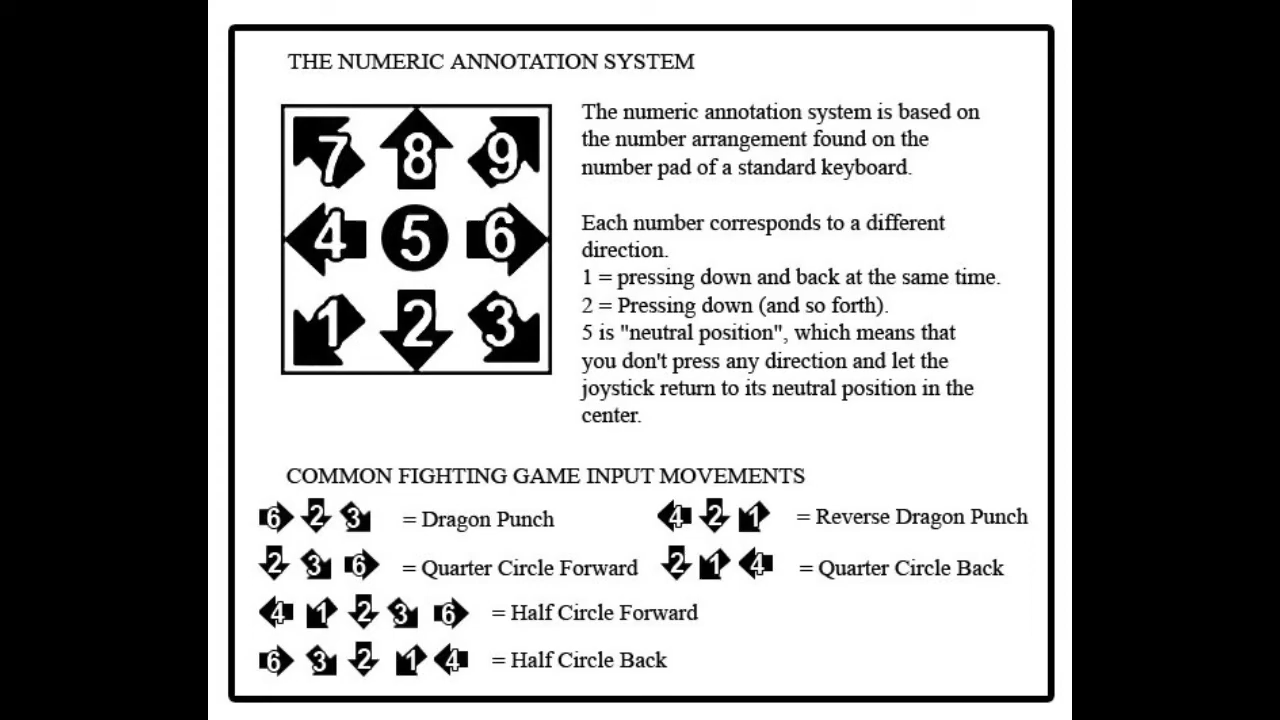 THE NUMERIC ANNOTATION SYSTEM
7 8 9
4 5 6
1 2 3
The numeric annotation system is based on
the number arrangement found on the
number pad of a standard keyboard.
Each number corresponds to a different
direction.
1 = pressing down and back at the same time.
2 = Pressing down (and so forth).
5 is "neutral position", which means that
you don't press any direction and let the
joystick return to its neutral position in the
center.
COMMON FIGHTING GAME INPUT MOVEMENTS
6 2 3 = Dragon Punch
4 2 1 = Reverse Dragon Punch
2 3 6 = Quarter Circle Forward
2 1 4 = Quarter Circle Back
4 1 2 3 6 = Half Circle Forward
6 3 2 1 4 = Half Circle Back